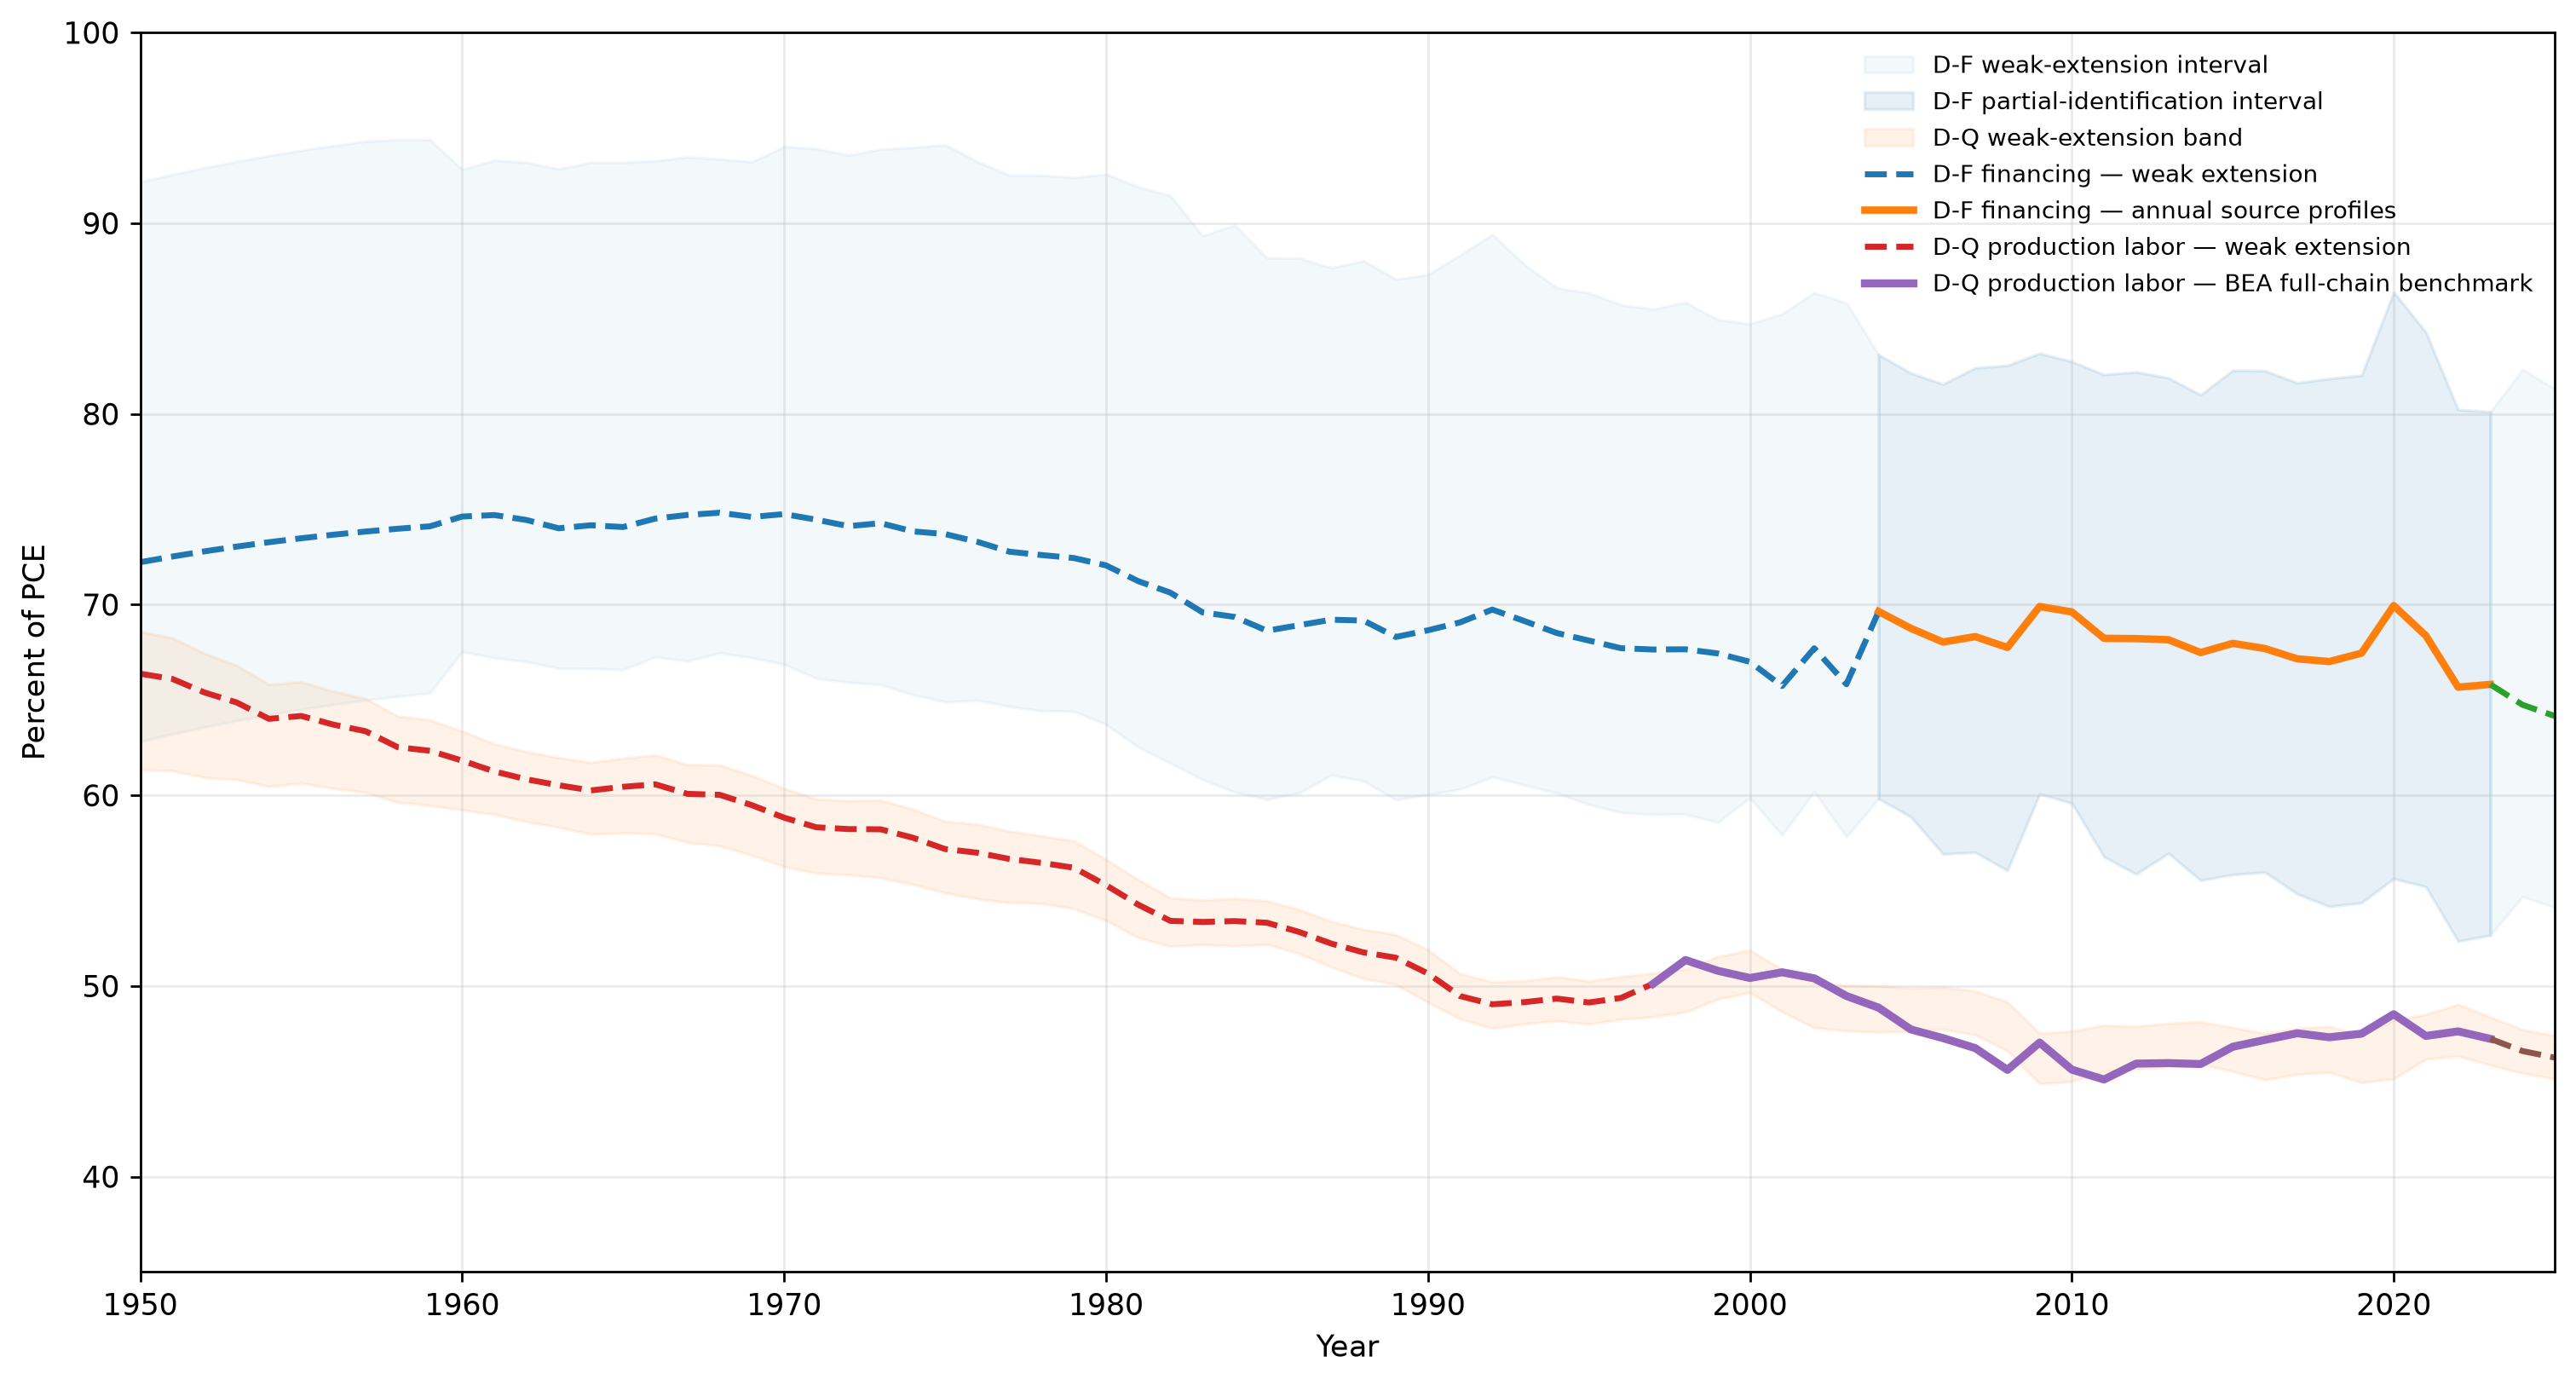 100
90
80
70
60
50
40
Percent of PCE
D-F weak-extension interval
D-F partial-identification interval
D-Q weak-extension band
D-F financing — weak extension
D-F financing — annual source profiles
D-Q production labor — weak extension
D-Q production labor — BEA full-chain benchmark
1950 1960 1970 1980 1990 2000 2010 2020
Year